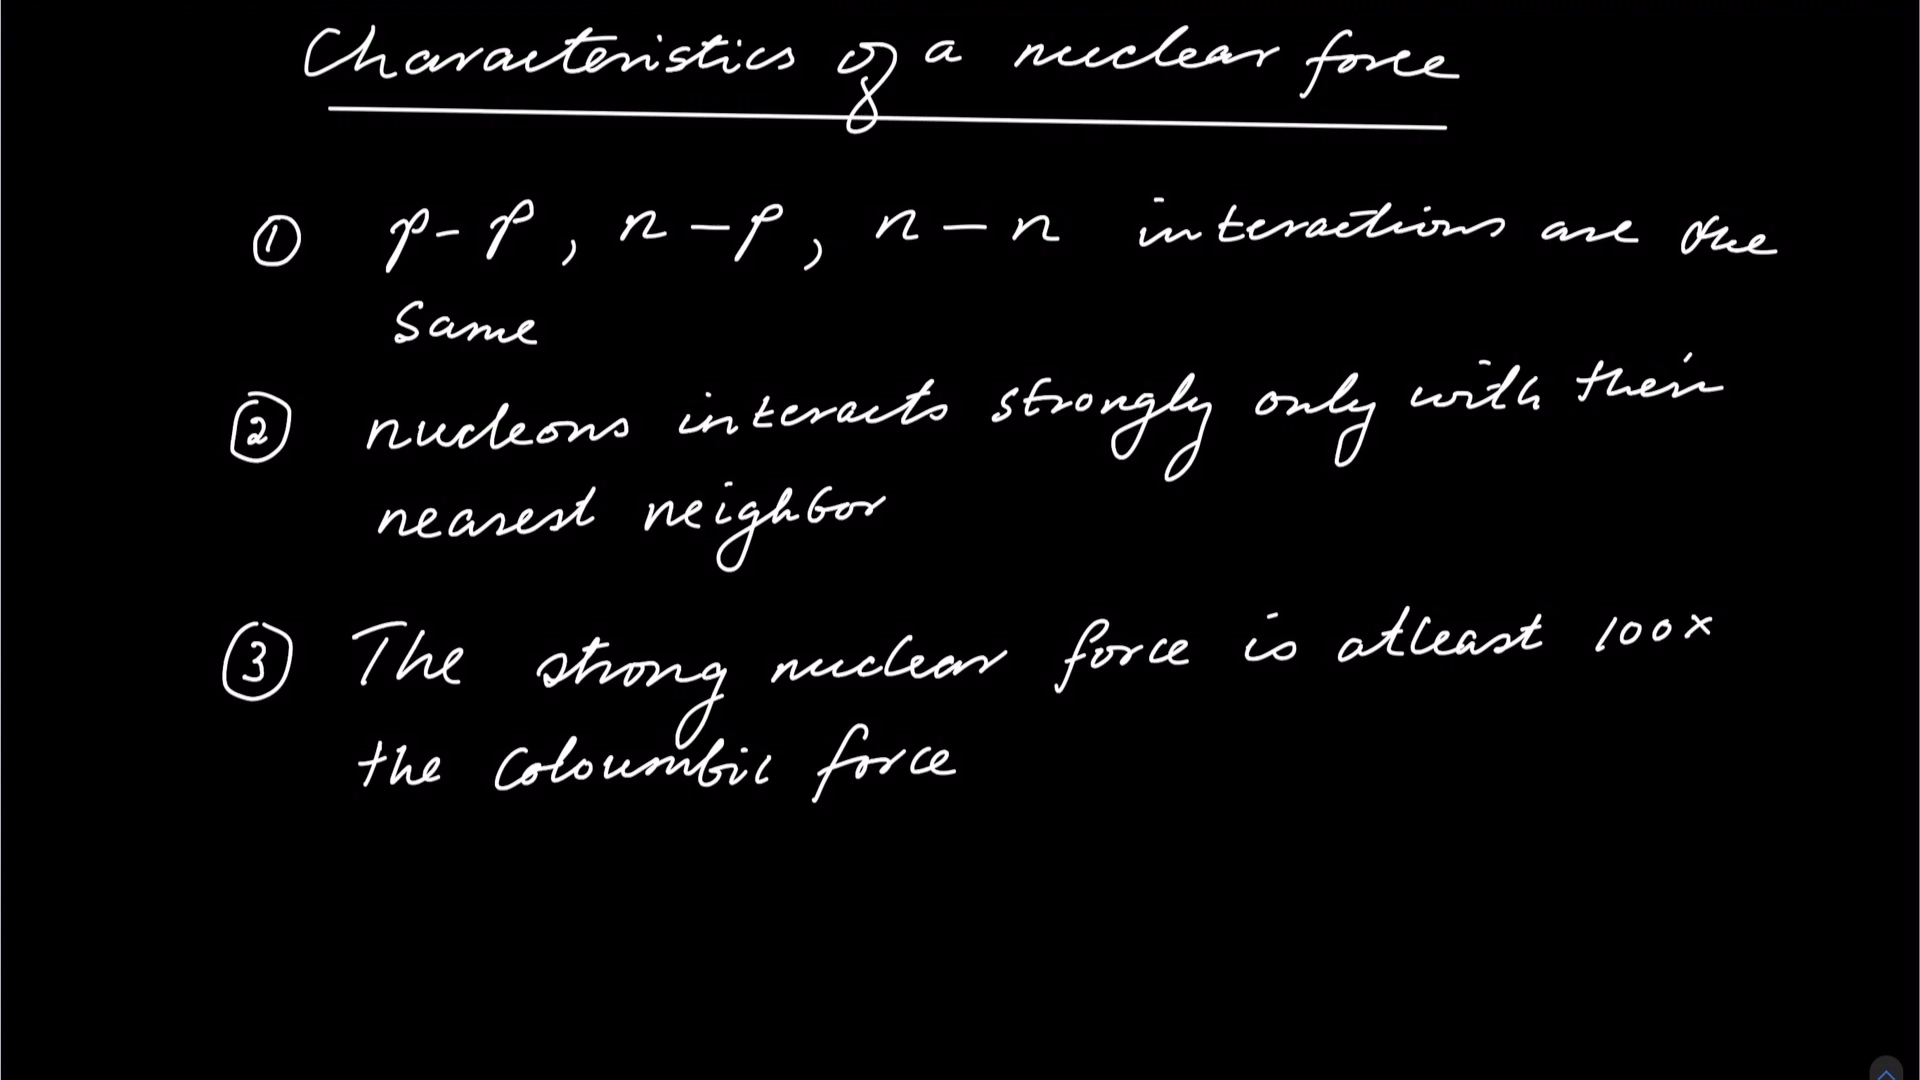 Characteristics of a nuclear force
① p-p, n-p, n-n interactions are the
same
② nucleons interacts strongly only with their
nearest neighbor
③ The strong nuclear force is atleast 100x
the Coloumbic force